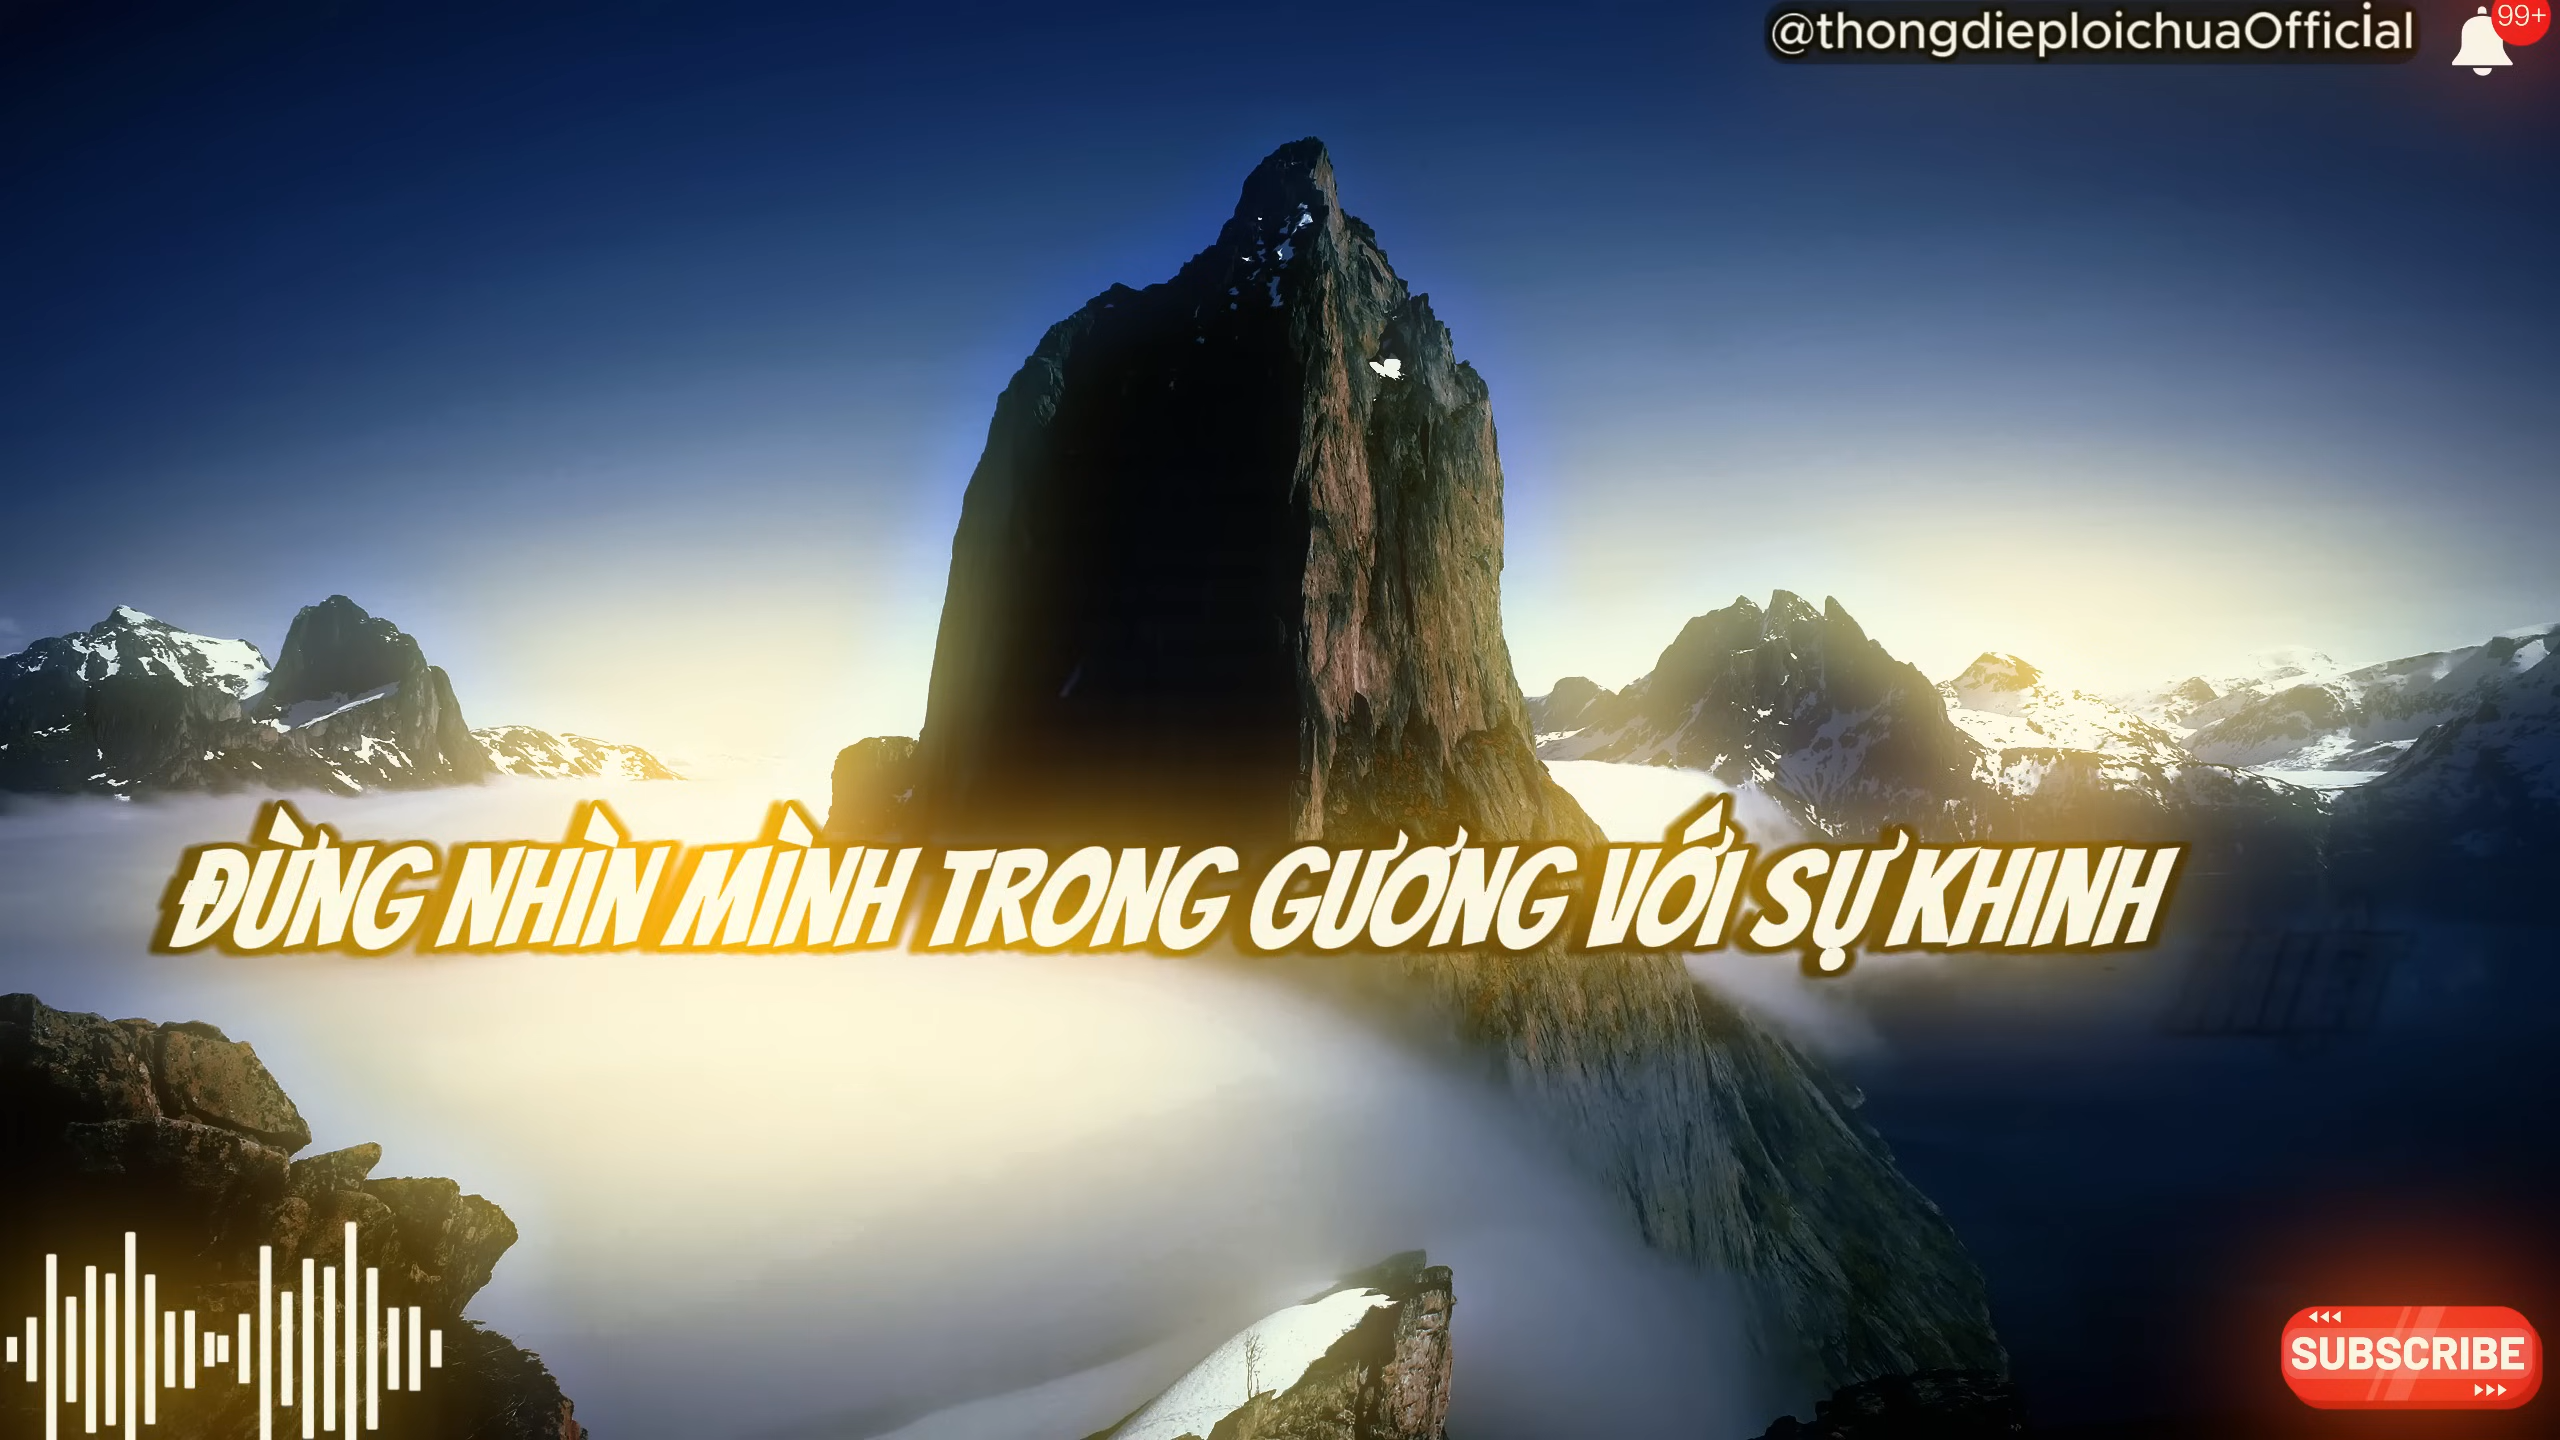 @thongdieploichuaOfficial
99+
ĐỪNG NHÌN MÌNH TRONG GƯƠNG VỚI SỰ KHINH
SUBSCRIBE